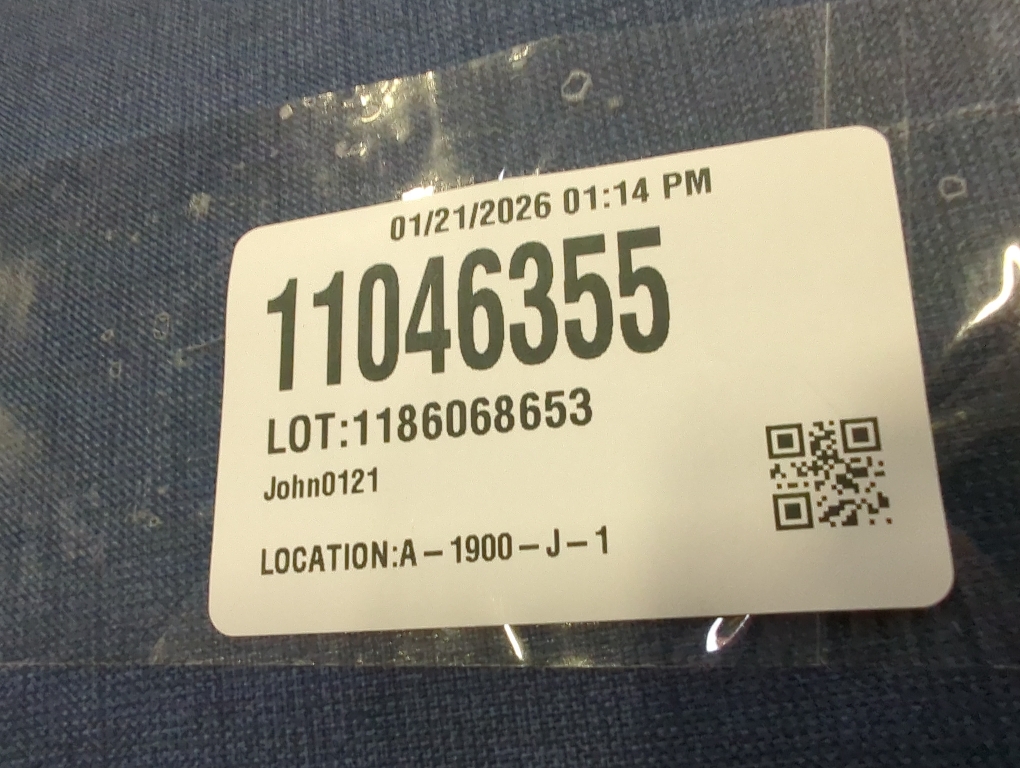 01/21/2026 01:14 PM
11046355
LOT:1186068653
John0121
LOCATION:A – 1900 – J – 1